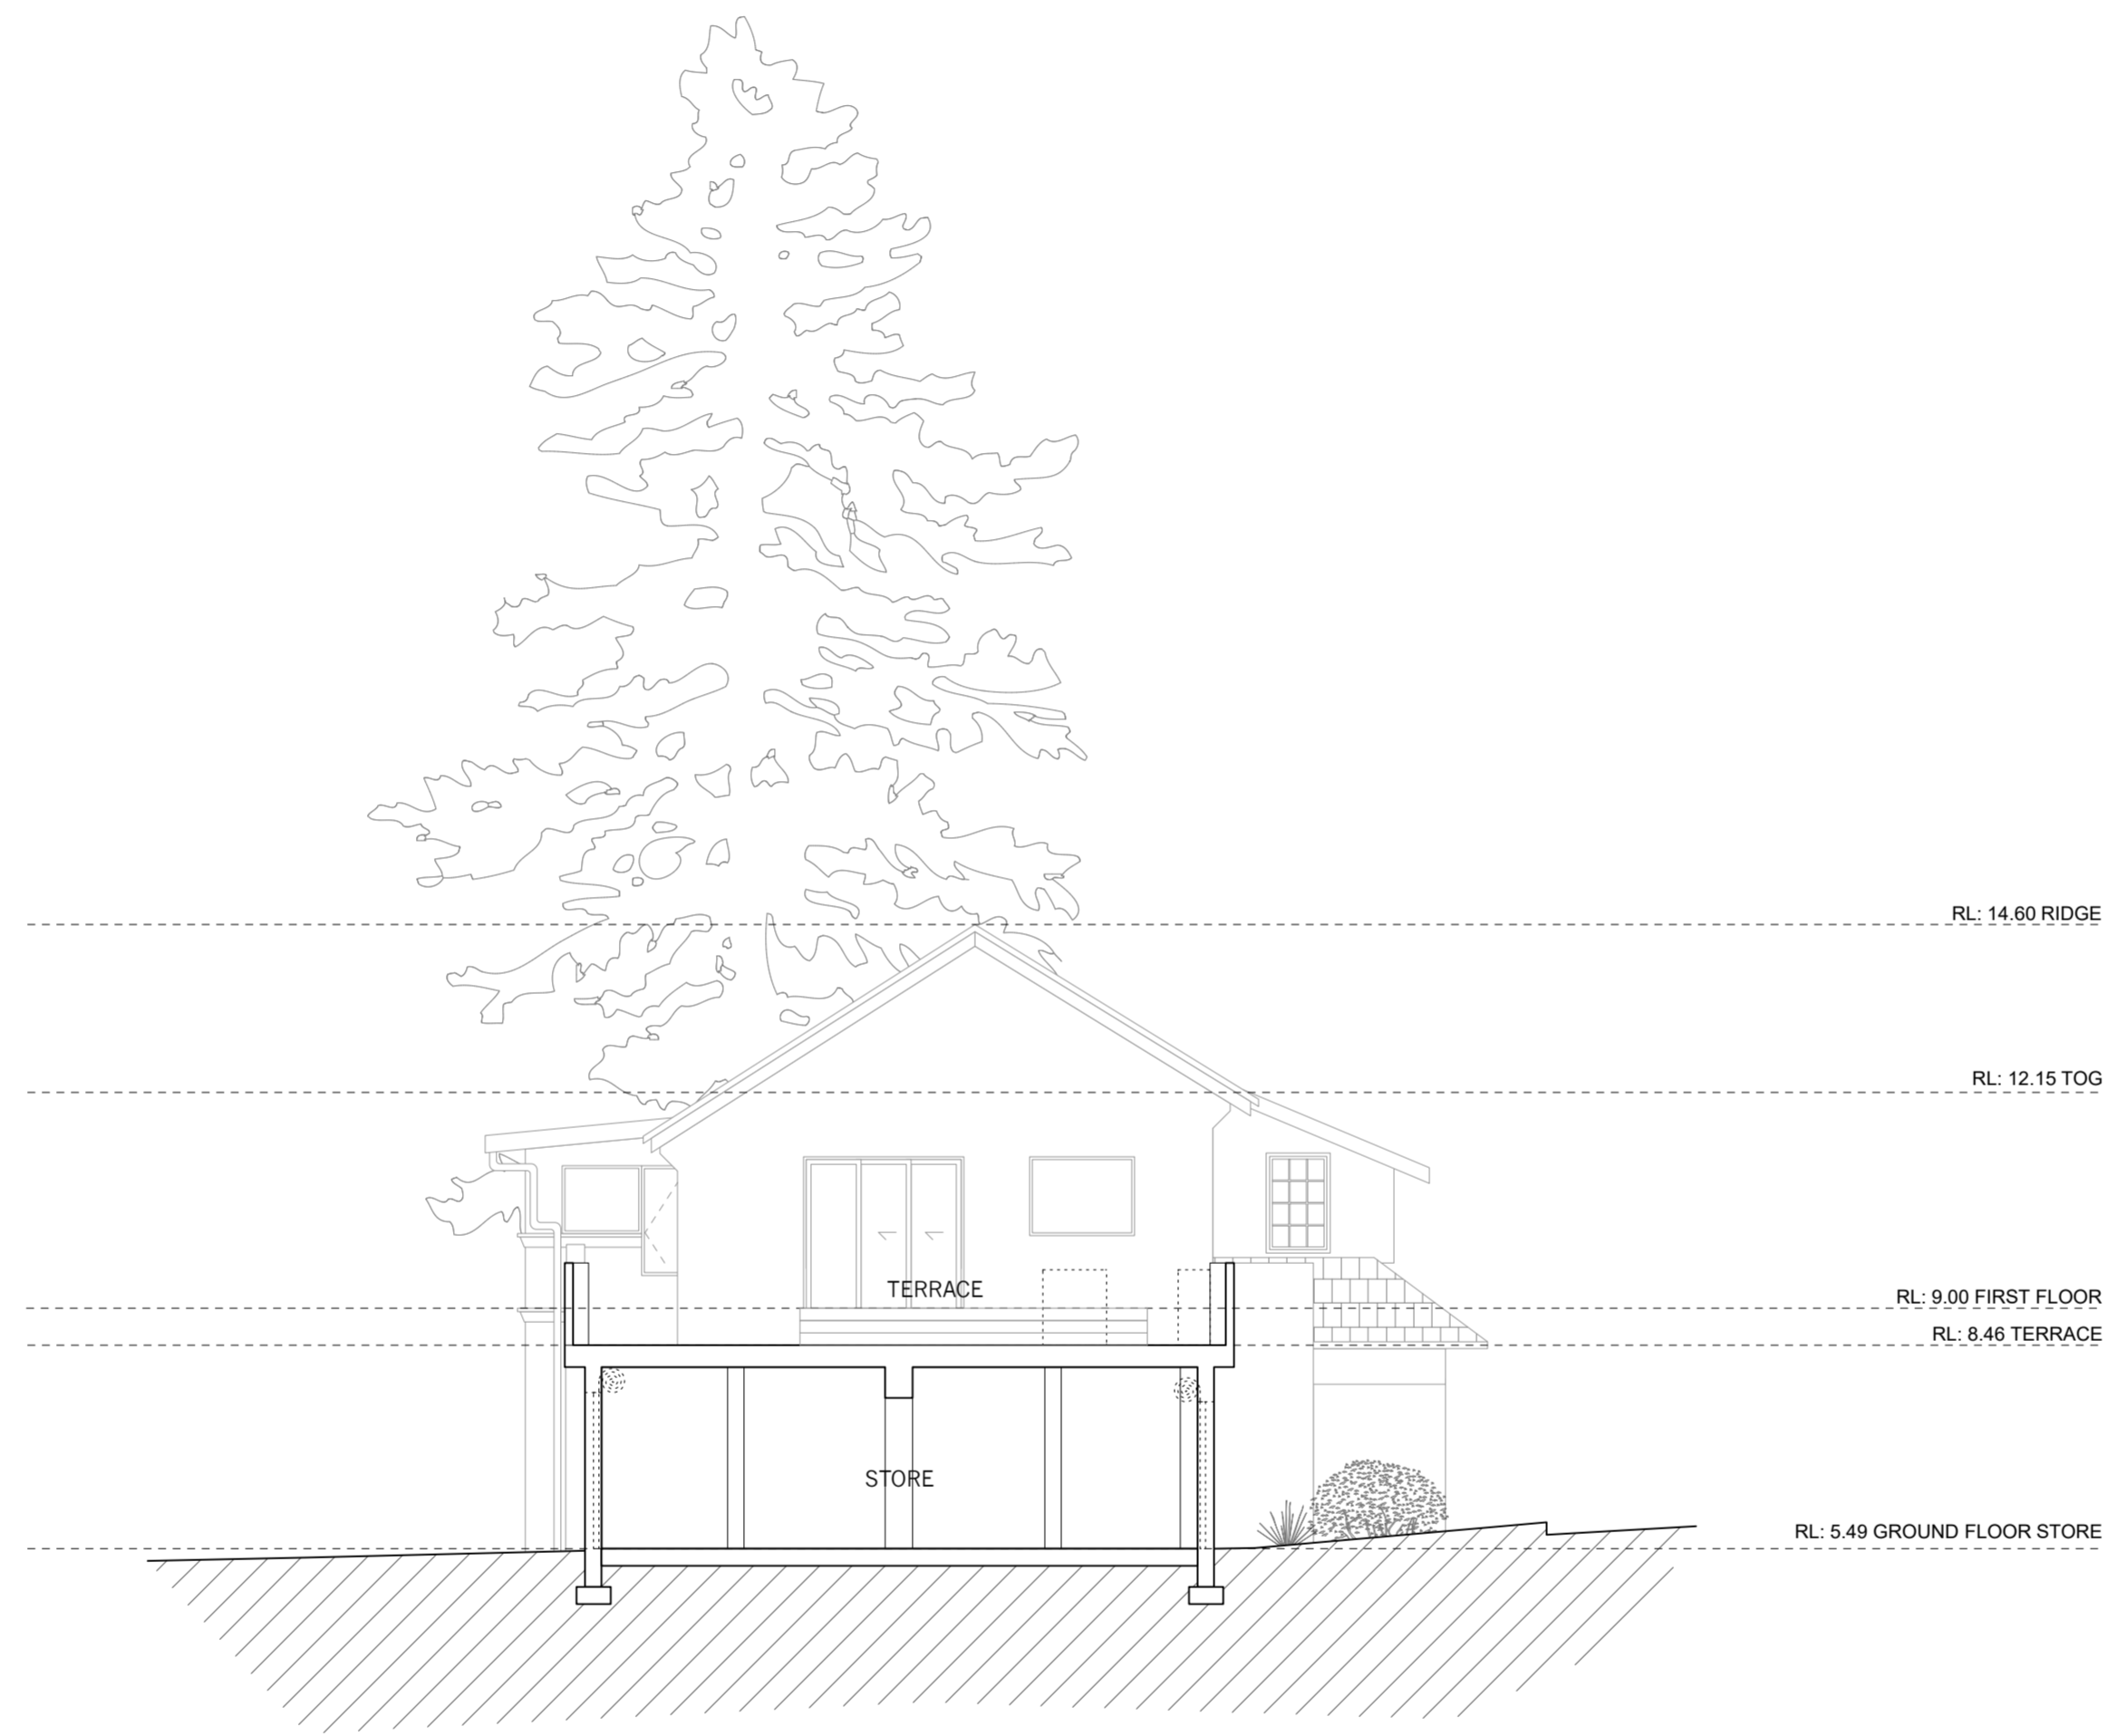 RL: 14.60 RIDGE
RL: 12.15 TOG
TERRACE
RL: 9.00 FIRST FLOOR
RL: 8.46 TERRACE
STORE
RL: 5.49 GROUND FLOOR STORE